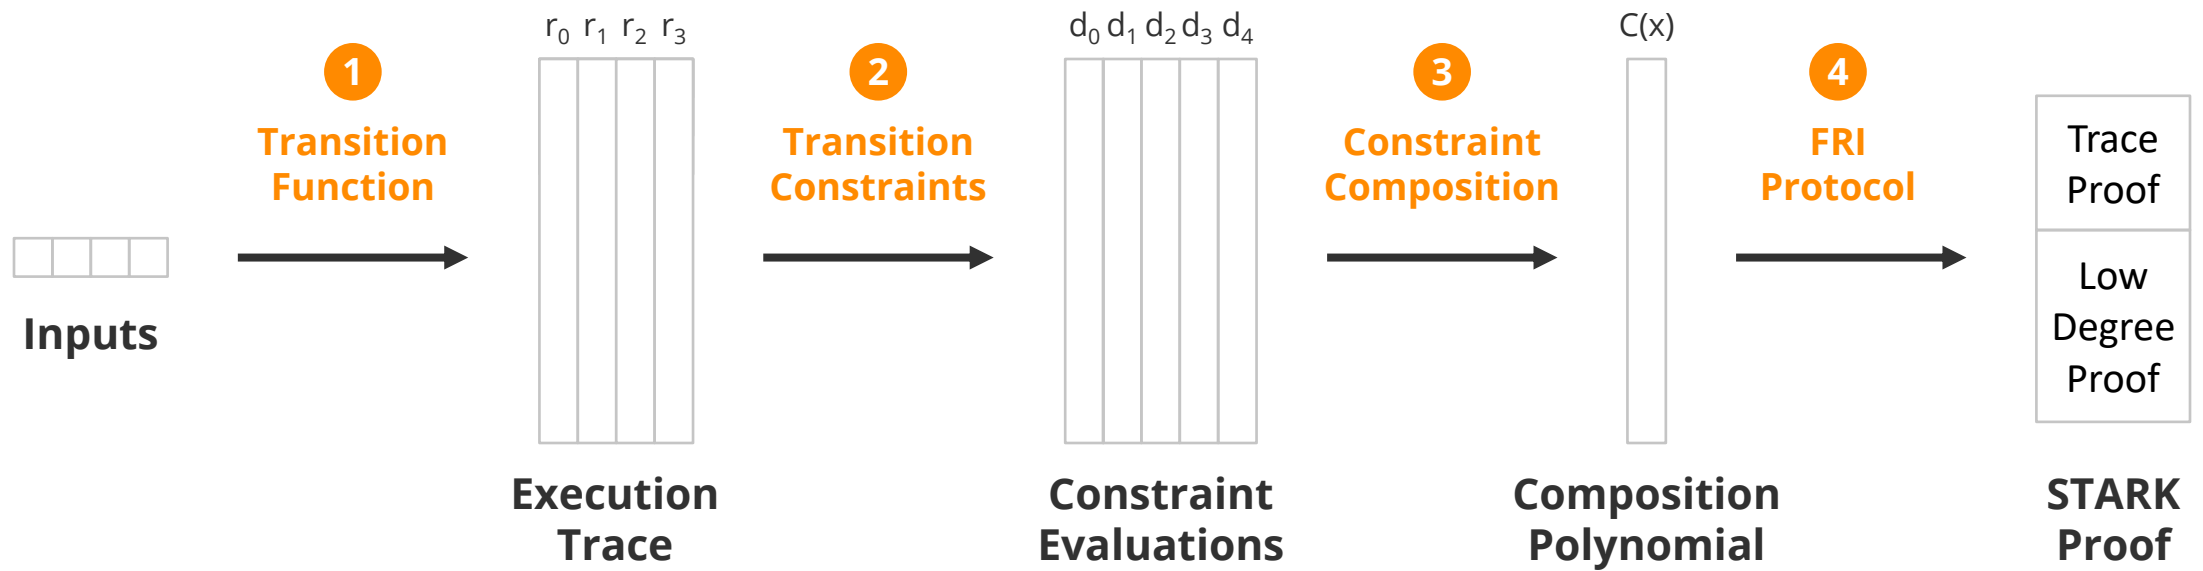 r₀ r₁ r₂ r₃
d₀ d₁ d₂ d₃ d₄
C(x)
1
Transition
Function
2
Transition
Constraints
3
Constraint
Composition
4
FRI
Protocol
Trace
Proof
Low
Degree
Proof
Inputs
Execution
Trace
Constraint
Evaluations
Composition
Polynomial
STARK
Proof